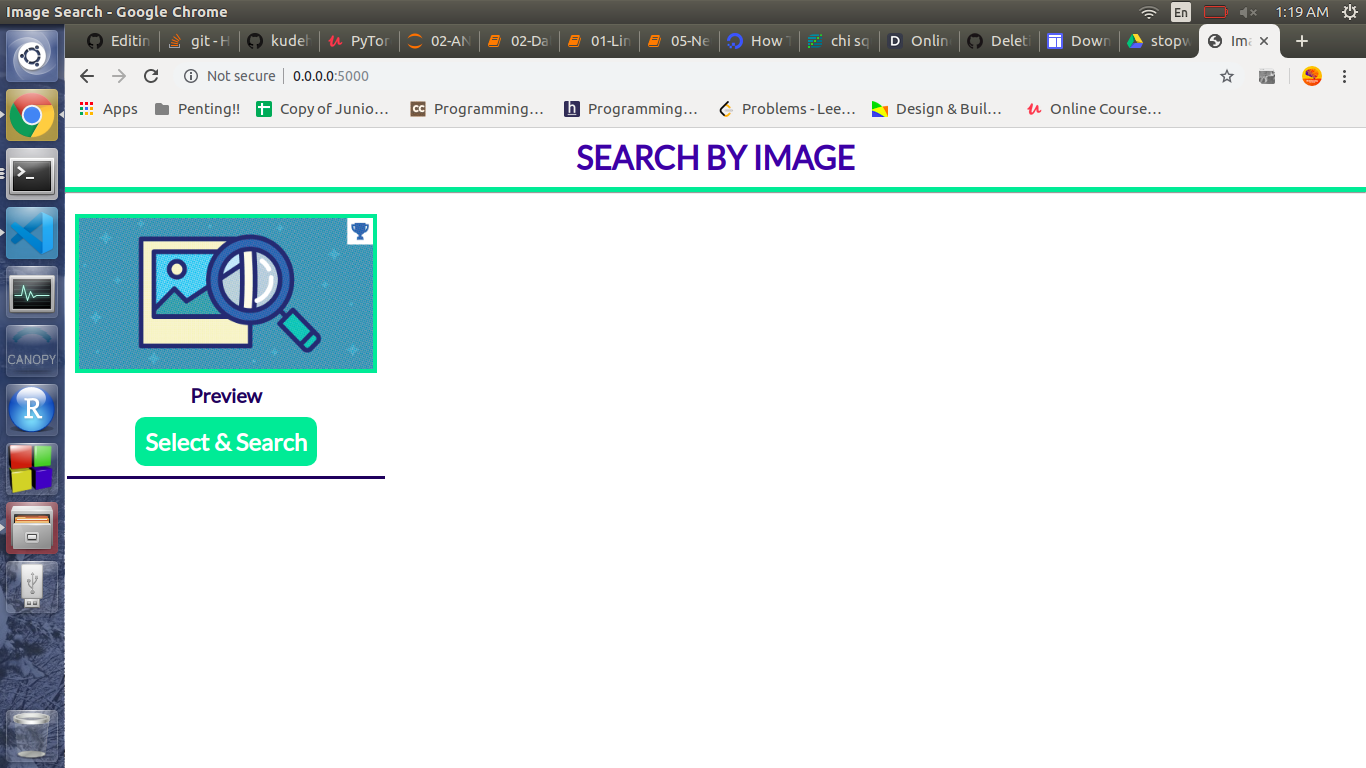 Image Search - Google Chrome
En
1:19 AM
Editin
git - H
kudeh
PyTor
02-AN
02-Da
01-Lin
05-Ne
How T
chi sq
Onlin
Deleti
Down
stopw
Ima
Not secure
0.0.0.0:5000
Apps
Penting!!
Copy of Junio...
Programming...
Programming...
Problems - Lee...
Design & Buil...
Online Course...
SEARCH BY IMAGE
Preview
Select & Search
CANOPY
R